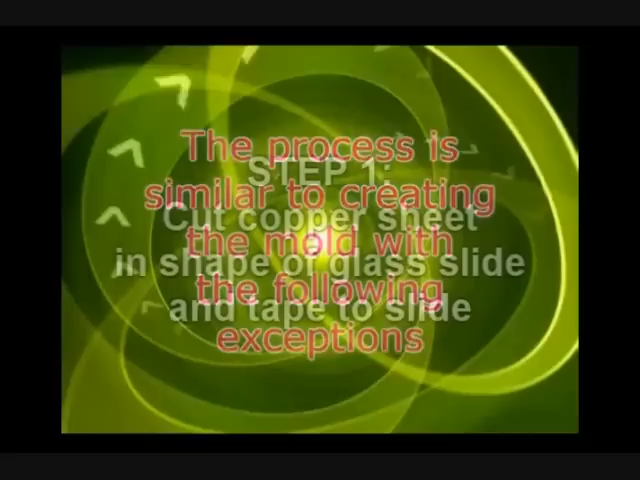 The process is
similar to creating
the mold with
the following
exceptions
STEP 1:
Cut copper sheet
in shape of glass slide
and tape to slide